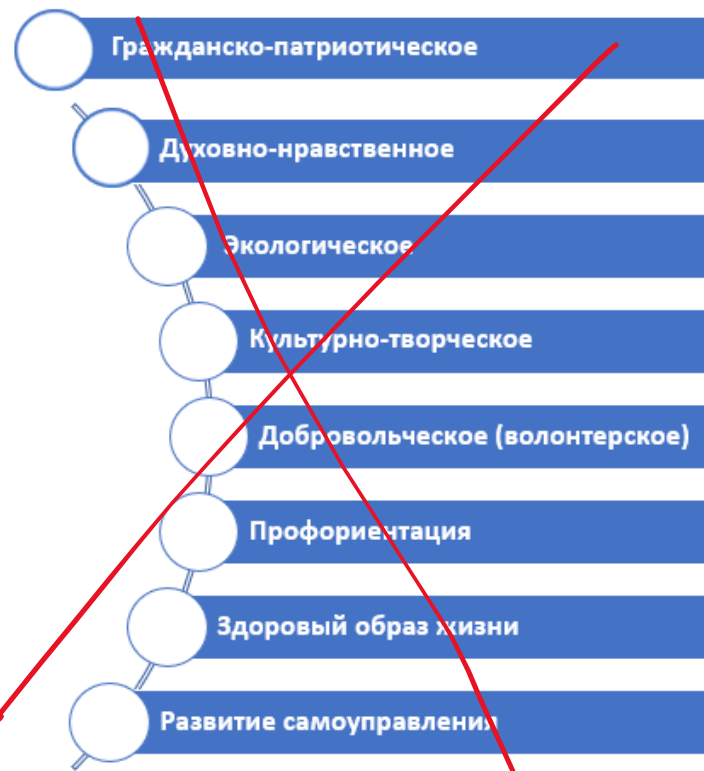 Гражданско-патриотическое
Духовно-нравственное
Экологическое
Культурно-творческое
Добровольческое (волонтерское)
Профориентация
Здоровый образ жизни
Развитие самоуправления